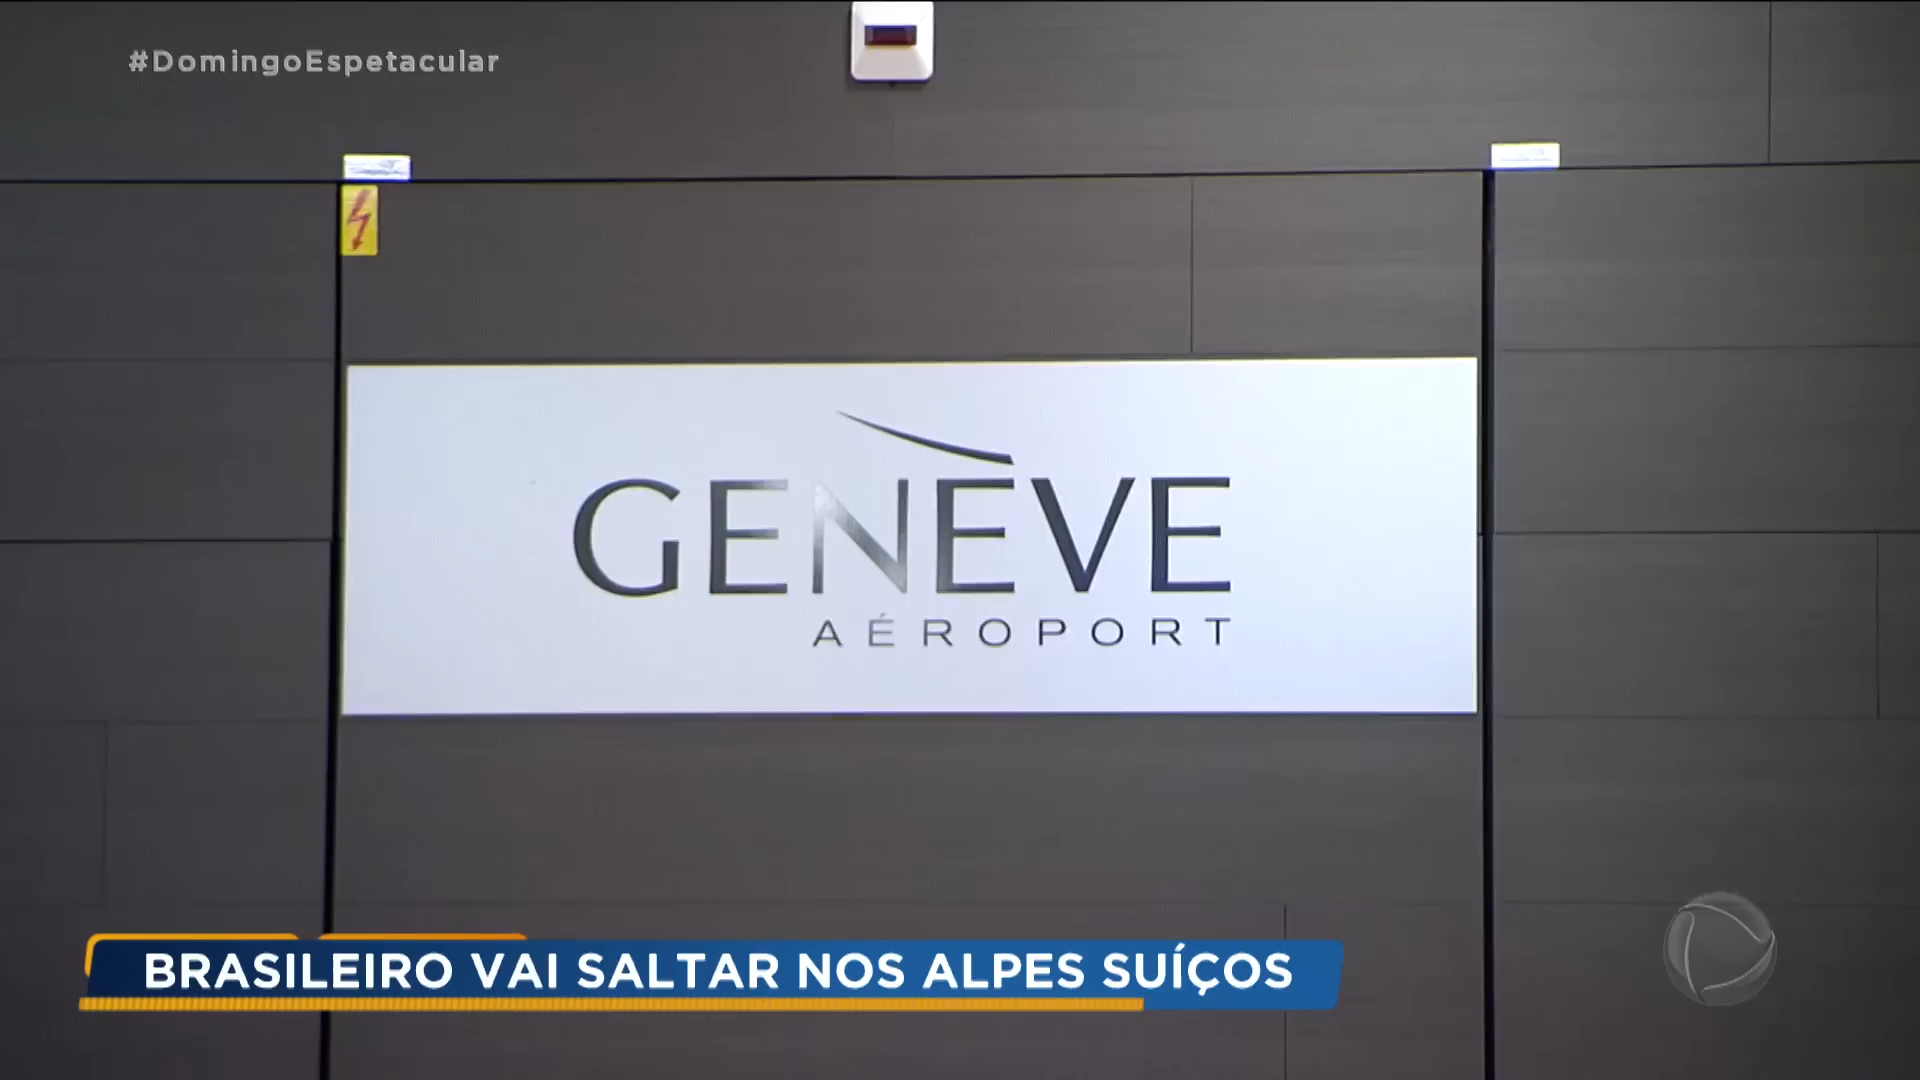 #DomingoEspetacular
GENÈVE
AÉROPORT
BRASILEIRO VAI SALTAR NOS ALPES SUÍÇOS